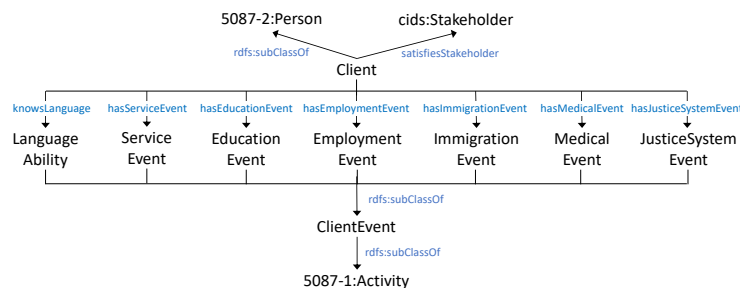 5087-2:Person cids:Stakeholder
rdfs:subClassOf satisfiesStakeholder
Client
knowsLanguage hasServiceEvent hasEducationEvent hasEmploymentEvent hasImmigrationEvent hasMedicalEvent hasJusticeSystemEvent
Language Service Education Employment Immigration Medical JusticeSystem
Ability Event Event Event Event Event Event
rdfs:subClassOf
ClientEvent
rdfs:subClassOf
5087-1:Activity